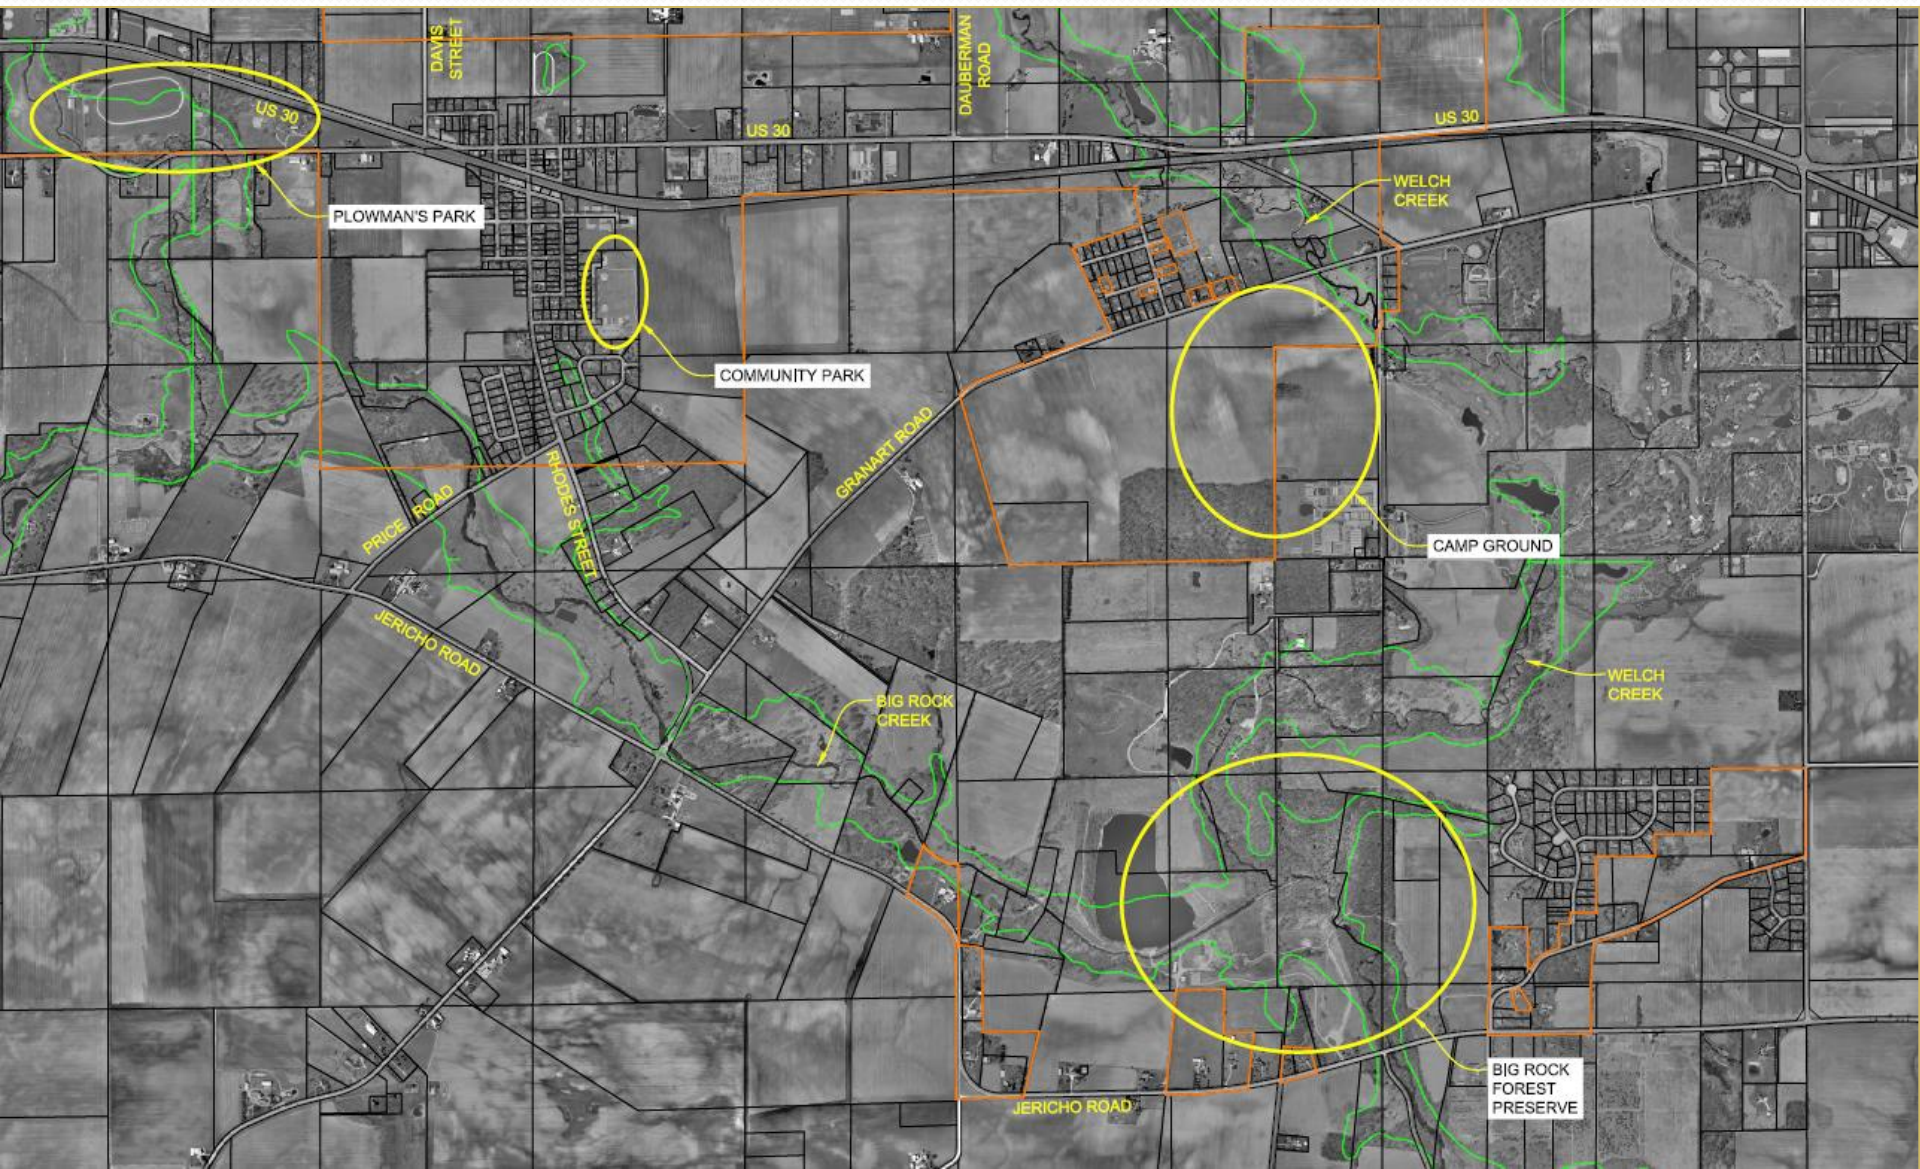 DAVIS
STREET
DAUBERMAN
ROAD
US 30
US 30
US 30
WELCH
CREEK
PLOWMAN'S PARK
COMMUNITY PARK
GRANART ROAD
RHODES STREET
PRICE ROAD
CAMP GROUND
JERICHO ROAD
WELCH
CREEK
BIG ROCK
CREEK
BIG ROCK
FOREST
PRESERVE
JERICHO ROAD